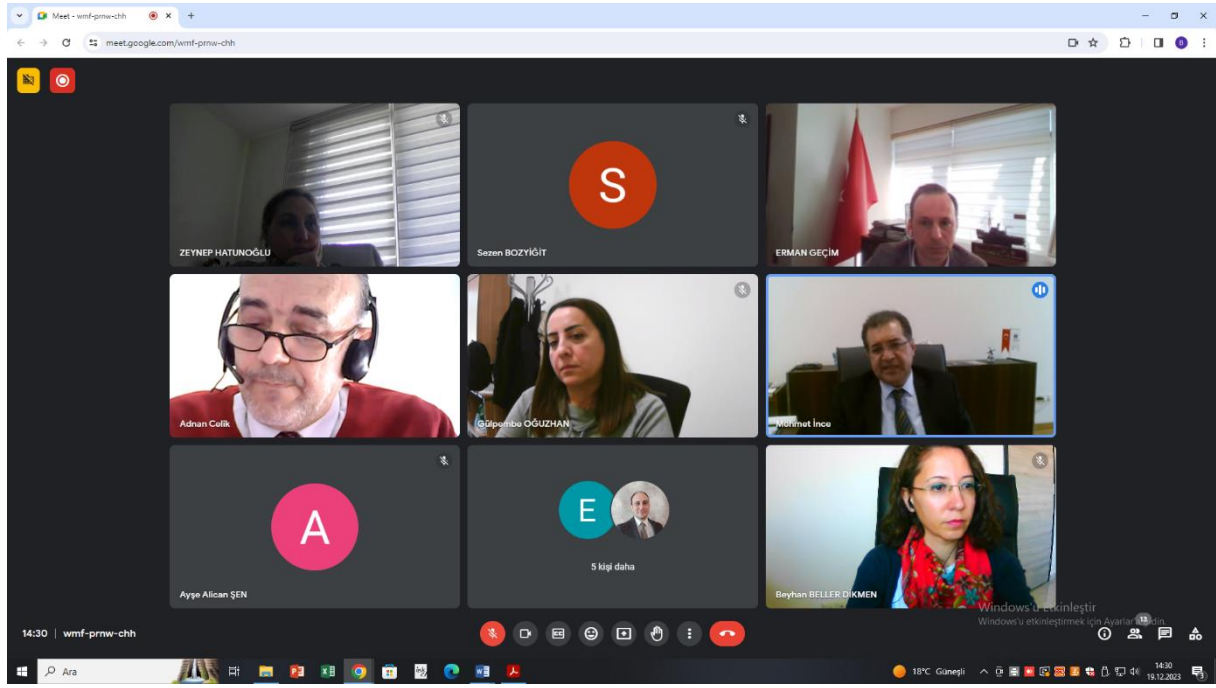 Meet - wmf-prnw-chh
meet.google.com/wmf-prnw-chh
B
ZEYNEP HATUNOĞLU
S
Sezen BOZYİĞİT
ERMAN GEÇİM
Adnan Celik
Gülpembe OĞUZHAN
Mehmet İnce
A
Ayşe Alican ŞEN
E
5 kişi daha
Beyhan BELLER DİKMEN
Windows'u Etkinleştir
Windows'u etkinleştirmek için Ayarlar'a gidin.
13
14:30 | wmf-prnw-chh
CC
Ara
18°C Güneşli
14:30
19.12.2023